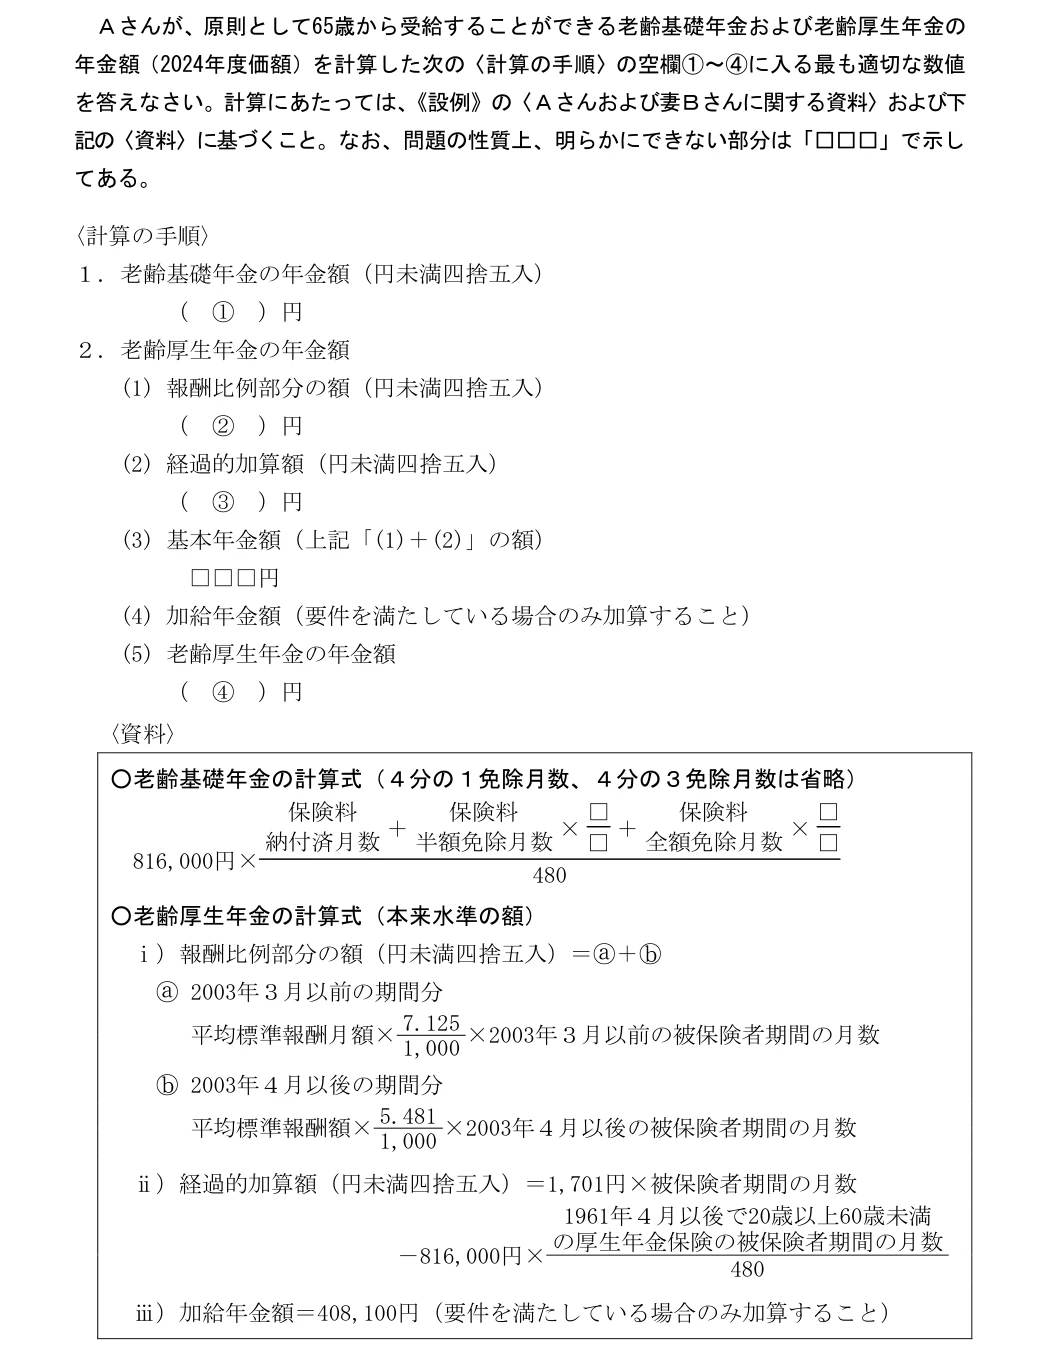 Ａさんが、原則として65歳から受給することができる老齢基礎年金および老齢厚生年金の
年金額（2024年度価額）を計算した次の〈計算の手順〉の空欄①～④に入る最も適切な数値
を答えなさい。計算にあたっては、《設例》の〈Ａさんおよび妻Ｂさんに関する資料〉および下
記の〈資料〉に基づくこと。なお、問題の性質上、明らかにできない部分は「□□□」で示し
てある。
〈計算の手順〉
１．老齢基礎年金の年金額（円未満四捨五入）
（　①　）円
２．老齢厚生年金の年金額
(1) 報酬比例部分の額（円未満四捨五入）
（　②　）円
(2) 経過的加算額（円未満四捨五入）
（　③　）円
(3) 基本年金額（上記「(1)＋(2)」の額）
□□□円
(4) 加給年金額（要件を満たしている場合のみ加算すること）
(5) 老齢厚生年金の年金額
（　④　）円
〈資料〉
○老齢基礎年金の計算式（４分の１免除月数、４分の３免除月数は省略）
保険料　保険料　□　保険料　□
納付済月数 ＋ 半額免除月数 × □ ＋ 全額免除月数 × □
816,000円×
480
○老齢厚生年金の計算式（本来水準の額）
ⅰ）報酬比例部分の額（円未満四捨五入）＝ⓐ＋ⓑ
ⓐ 2003年３月以前の期間分
平均標準報酬月額×7.125/1,000×2003年３月以前の被保険者期間の月数
ⓑ 2003年４月以後の期間分
平均標準報酬額×5.481/1,000×2003年４月以後の被保険者期間の月数
ⅱ）経過的加算額（円未満四捨五入）＝1,701円×被保険者期間の月数
1961年４月以後で20歳以上60歳未満
の厚生年金保険の被保険者期間の月数
－816,000円×
480
ⅲ）加給年金額＝408,100円（要件を満たしている場合のみ加算すること）